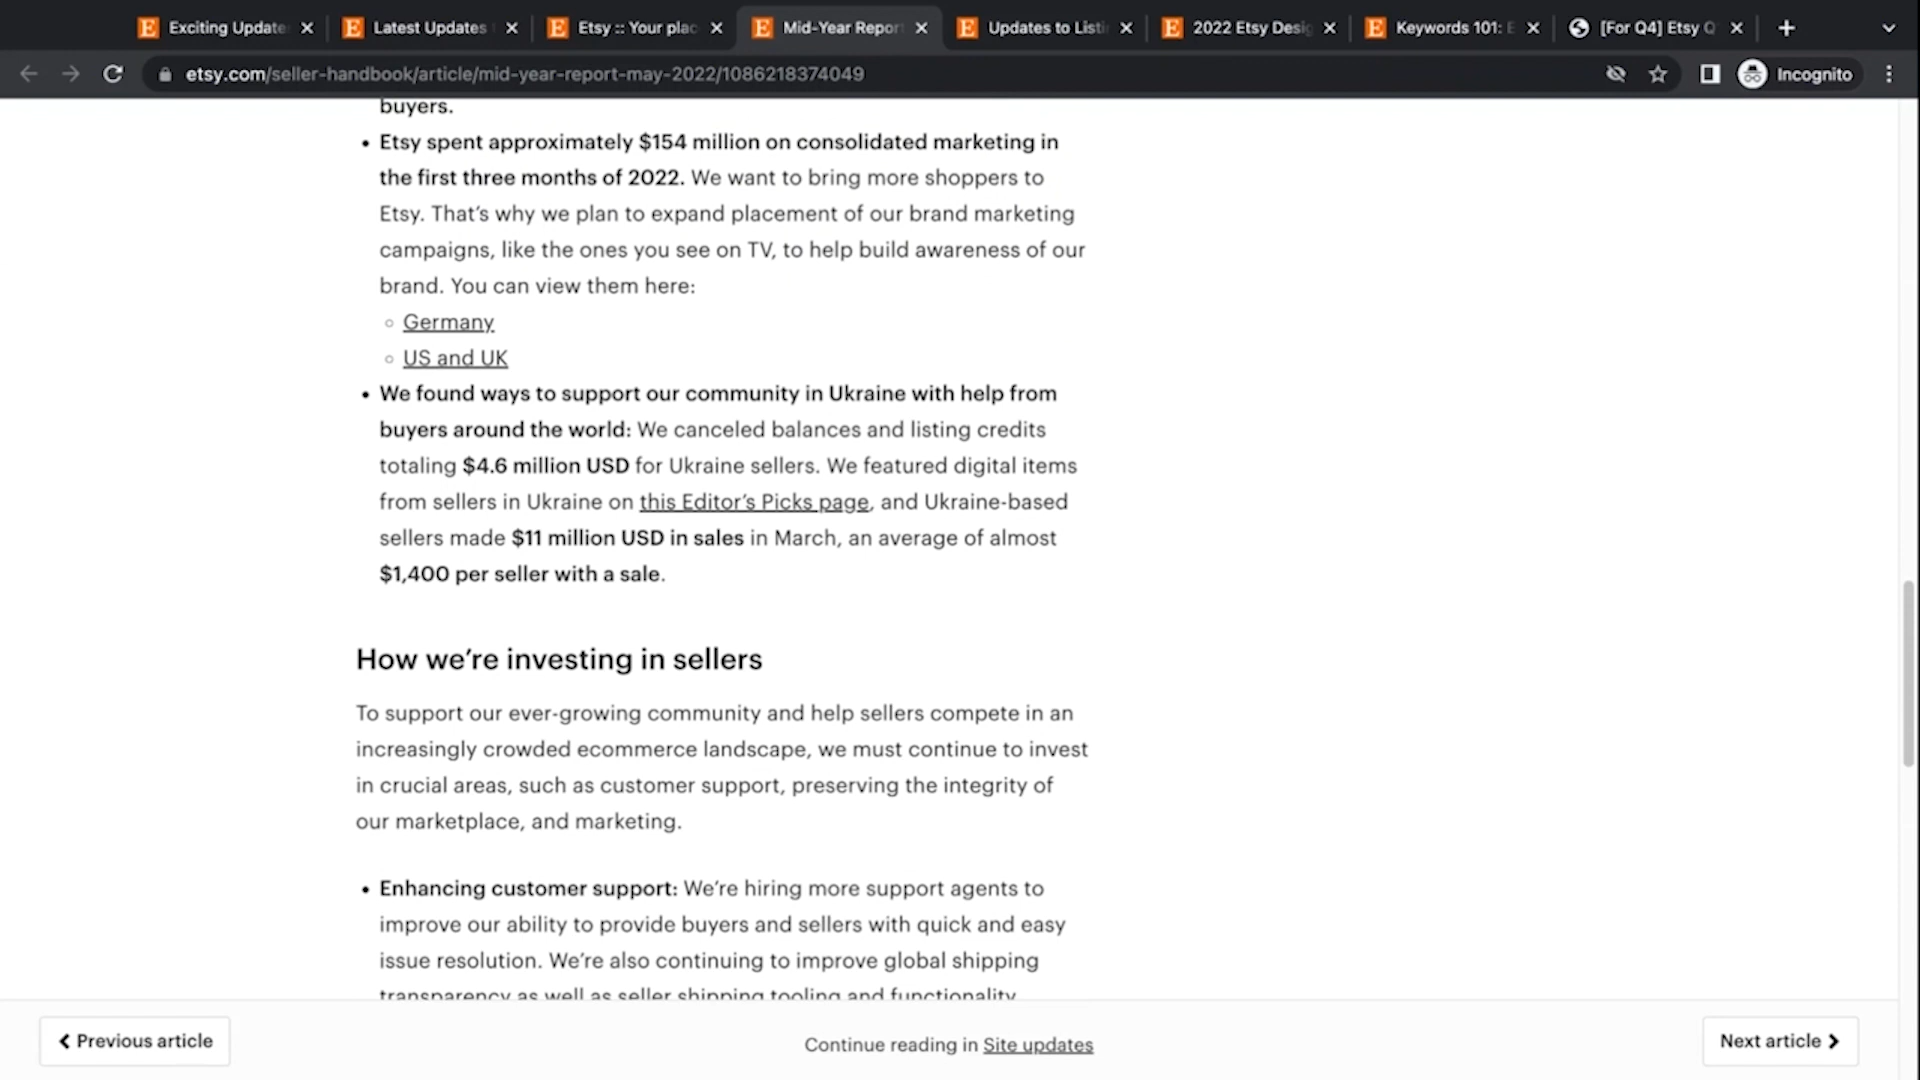 Exciting Update
Latest Updates
Etsy :: Your plac
Mid-Year Repor
Updates to Listi
2022 Etsy Desig
Keywords 101: E
[For Q4] Etsy Q
etsy.com/seller-handbook/article/mid-year-report-may-2022/1086218374049
Incognito
buyers.
• Etsy spent approximately $154 million on consolidated marketing in
the first three months of 2022. We want to bring more shoppers to
Etsy. That’s why we plan to expand placement of our brand marketing
campaigns, like the ones you see on TV, to help build awareness of our
brand. You can view them here:
◦ Germany
◦ US and UK
• We found ways to support our community in Ukraine with help from
buyers around the world: We canceled balances and listing credits
totaling $4.6 million USD for Ukraine sellers. We featured digital items
from sellers in Ukraine on this Editor’s Picks page, and Ukraine-based
sellers made $11 million USD in sales in March, an average of almost
$1,400 per seller with a sale.
How we’re investing in sellers
To support our ever-growing community and help sellers compete in an
increasingly crowded ecommerce landscape, we must continue to invest
in crucial areas, such as customer support, preserving the integrity of
our marketplace, and marketing.
• Enhancing customer support: We’re hiring more support agents to
improve our ability to provide buyers and sellers with quick and easy
issue resolution. We’re also continuing to improve global shipping
transparency as well as seller shipping tooling and functionality
Previous article
Continue reading in Site updates
Next article